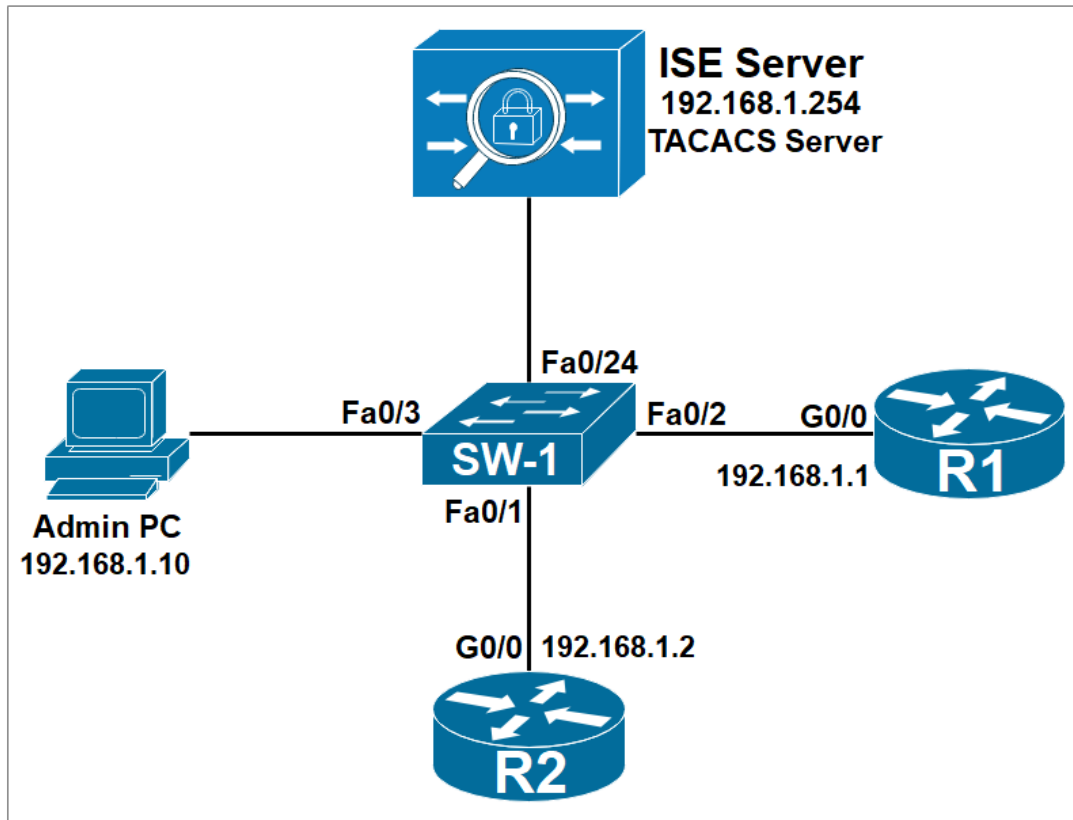 ISE Server
192.168.1.254
TACACS Server
Fa0/24
Fa0/3
Fa0/2
G0/0
SW-1
192.168.1.1
R1
Fa0/1
Admin PC
192.168.1.10
G0/0
192.168.1.2
R2